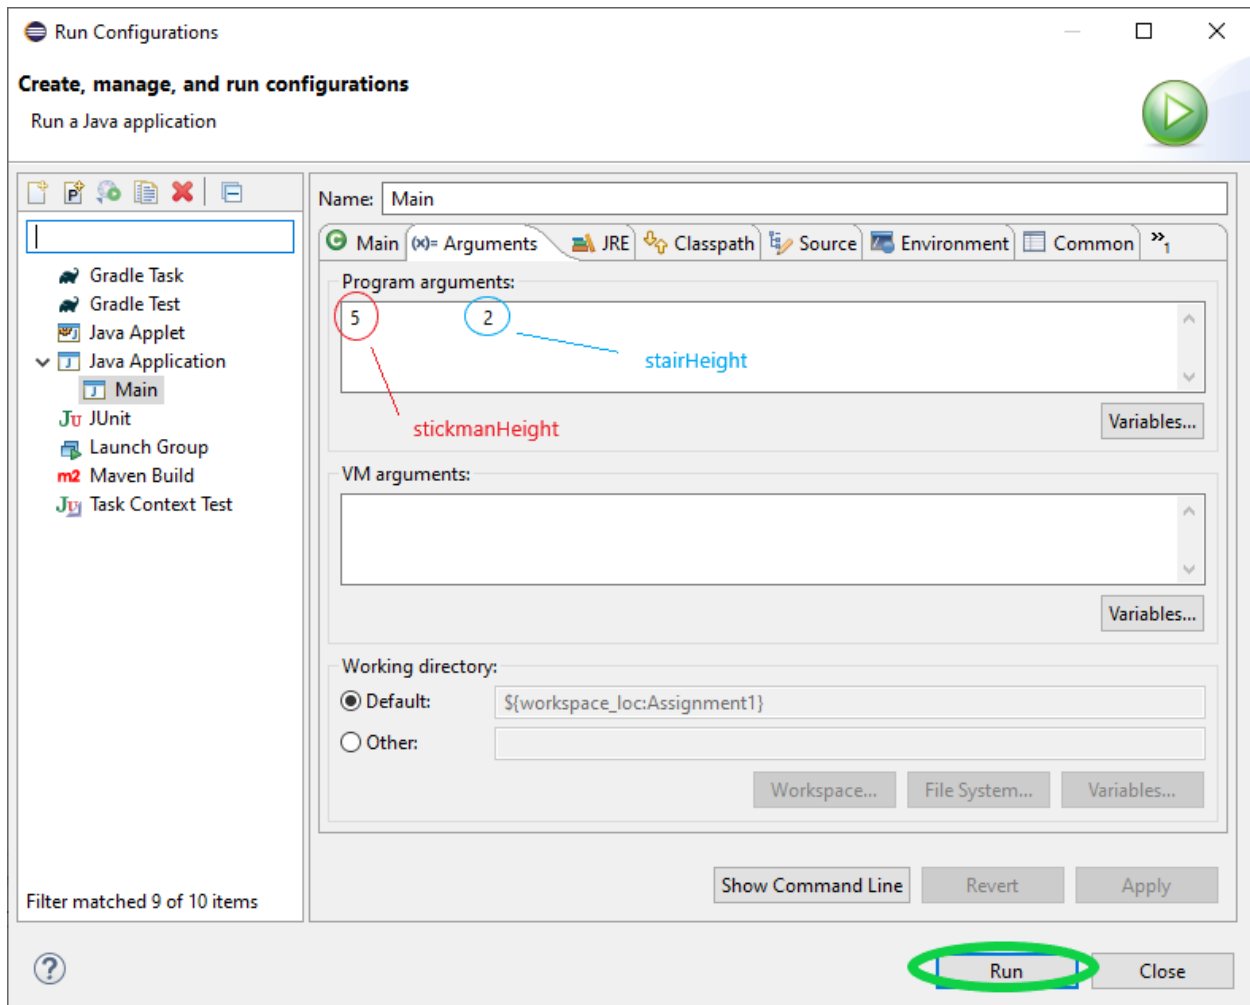 Run Configurations
Create, manage, and run configurations
Run a Java application
Name: Main
Main (x)= Arguments JRE Classpath Source Environment Common »1
Gradle Task
Gradle Test
Java Applet
Java Application
Main
JUnit
Launch Group
m2 Maven Build
Task Context Test
Filter matched 9 of 10 items
Program arguments:
5 2
stairHeight
stickmanHeight
Variables...
VM arguments:
Variables...
Working directory:
Default: ${workspace_loc:Assignment1}
Other:
Workspace... File System... Variables...
Show Command Line Revert Apply
Run Close